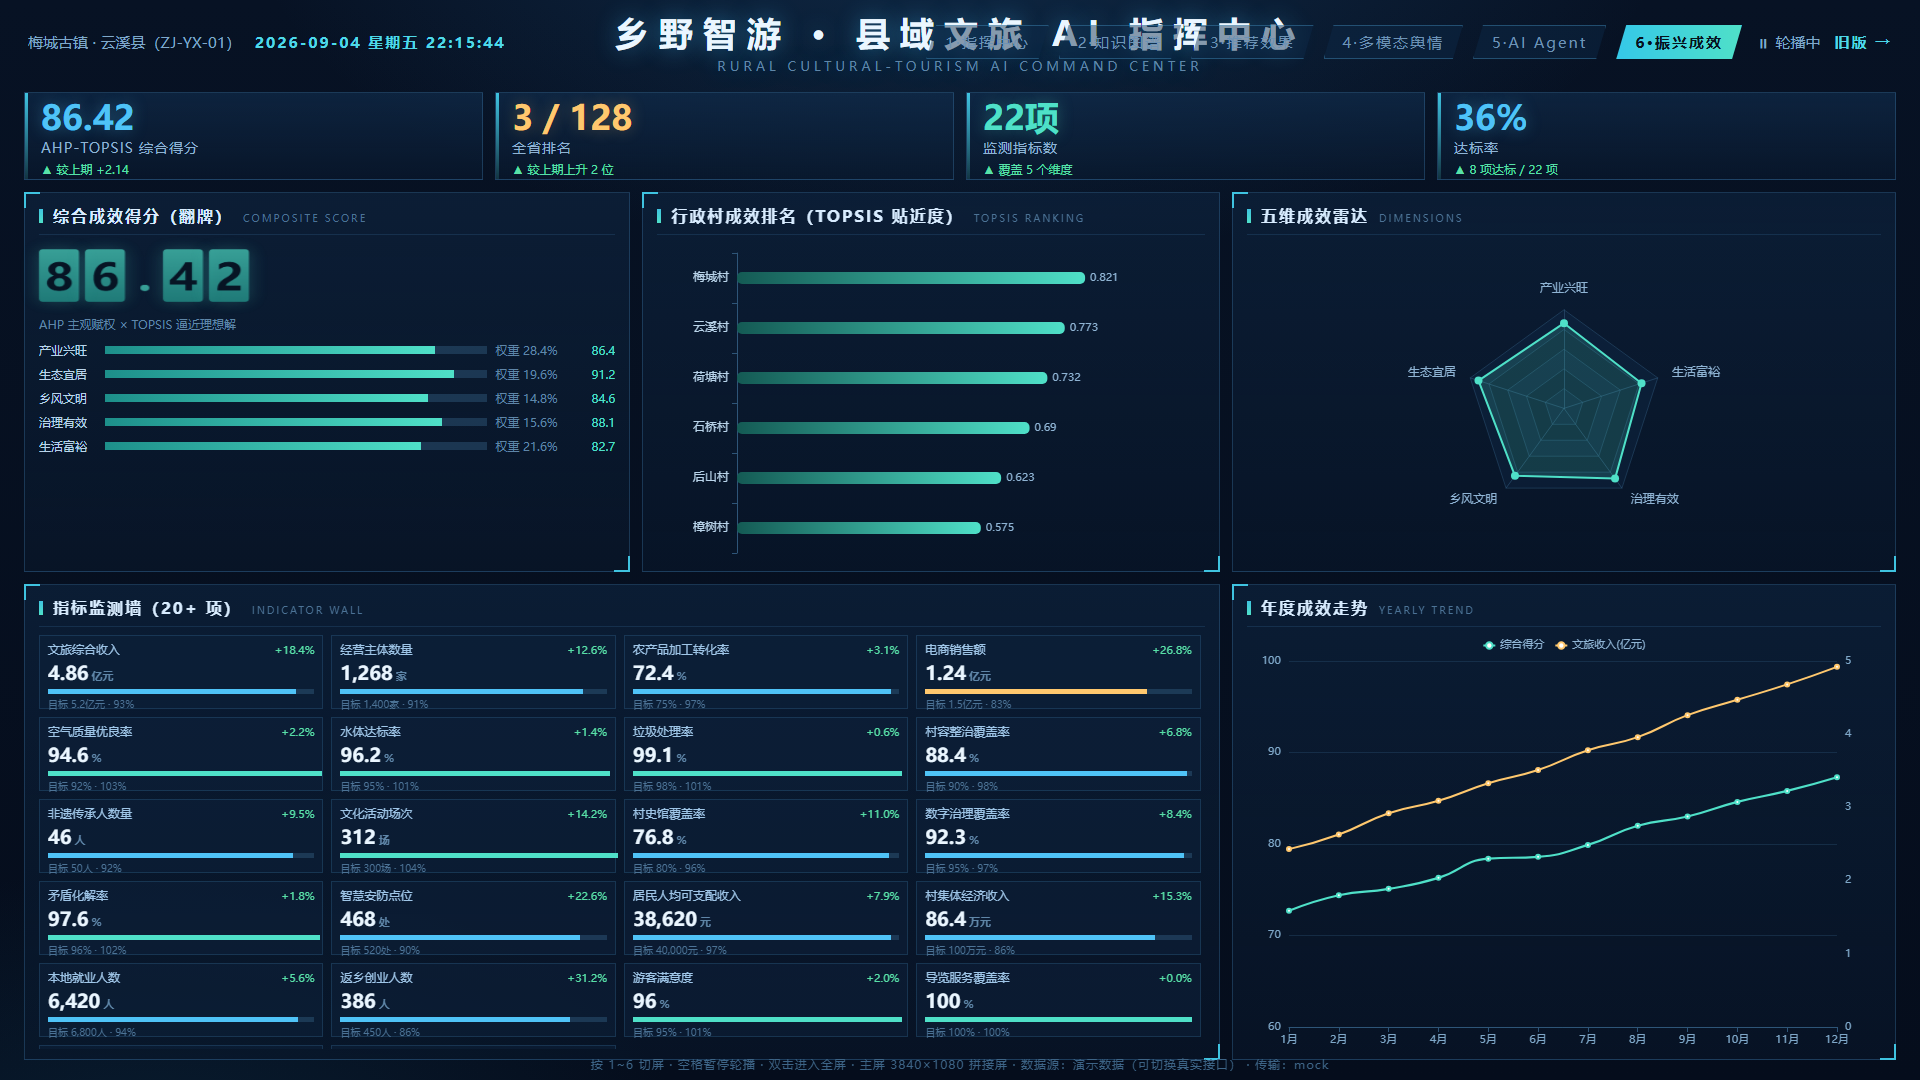 梅城古镇 · 云溪县 (ZJ-YX-01)
2026-09-04 星期五 22:15:44
乡野智游 · 县域文旅 AI 指挥中心
RURAL CULTURAL-TOURISM AI COMMAND CENTER
4·多模态舆情
5·AI Agent
6·振兴成效
⏸ 轮播中
旧版 →
86.42
AHP-TOPSIS 综合得分
▲ 较上期 +2.14
3 / 128
全省排名
▲ 较上期上升 2 位
22项
监测指标数
▲ 覆盖 5 个维度
36%
达标率
▲ 8 项达标 / 22 项
综合成效得分 (翻牌) COMPOSITE SCORE
86.42
AHP 主观赋权 × TOPSIS 逼近理想解
产业兴旺 权重 28.4% 86.4
生态宜居 权重 19.6% 91.2
乡风文明 权重 14.8% 84.6
治理有效 权重 15.6% 88.1
生活富裕 权重 21.6% 82.7
行政村成效排名 (TOPSIS 贴近度) TOPSIS RANKING
梅城村 0.821
云溪村 0.773
荷塘村 0.732
石桥村 0.69
后山村 0.623
樟树村 0.575
五维成效雷达 DIMENSIONS
产业兴旺
生态宜居
生活富裕
乡风文明
治理有效
指标监测墙 (20+ 项) INDICATOR WALL
文旅综合收入 +18.4%
4.86 亿元
目标 5.2亿元 · 93%
经营主体数量 +12.6%
1,268 家
目标 1,400家 · 91%
农产品加工转化率 +3.1%
72.4 %
目标 75% · 97%
电商销售额 +26.8%
1.24 亿元
目标 1.5亿元 · 83%
空气质量优良率 +2.2%
94.6 %
目标 92% · 103%
水体达标率 +1.4%
96.2 %
目标 95% · 101%
垃圾处理率 +0.6%
99.1 %
目标 98% · 101%
村容整治覆盖率 +6.8%
88.4 %
目标 90% · 98%
非遗传承人数量 +9.5%
46 人
目标 50人 · 92%
文化活动场次 +14.2%
312 场
目标 300场 · 104%
村史馆覆盖率 +11.0%
76.8 %
目标 80% · 96%
数字治理覆盖率 +8.4%
92.3 %
目标 95% · 97%
矛盾化解率 +1.8%
97.6 %
目标 96% · 102%
智慧安防点位 +22.6%
468 处
目标 520处 · 90%
居民人均可支配收入 +7.9%
38,620 元
目标 40,000元 · 97%
村集体经济收入 +15.3%
86.4 万元
目标 100万元 · 86%
本地就业人数 +5.6%
6,420 人
目标 6,800人 · 94%
返乡创业人数 +31.2%
386 人
目标 450人 · 86%
游客满意度 +2.0%
96 %
目标 95% · 101%
导览服务覆盖率 +0.0%
100 %
目标 100% · 100%
年度成效走势 YEARLY TREND
综合得分 文旅收入(亿元)
100 5
90 4
80 3
70 2
1
60 0
1月 2月 3月 4月 5月 6月 7月 8月 9月 10月 11月 12月
按 1~6 切屏 · 空格暂停轮播 · 双击进入全屏 · 主屏 3840×1080 拼接屏 · 数据源: 演示数据 (可切换真实接口) · 传输: mock